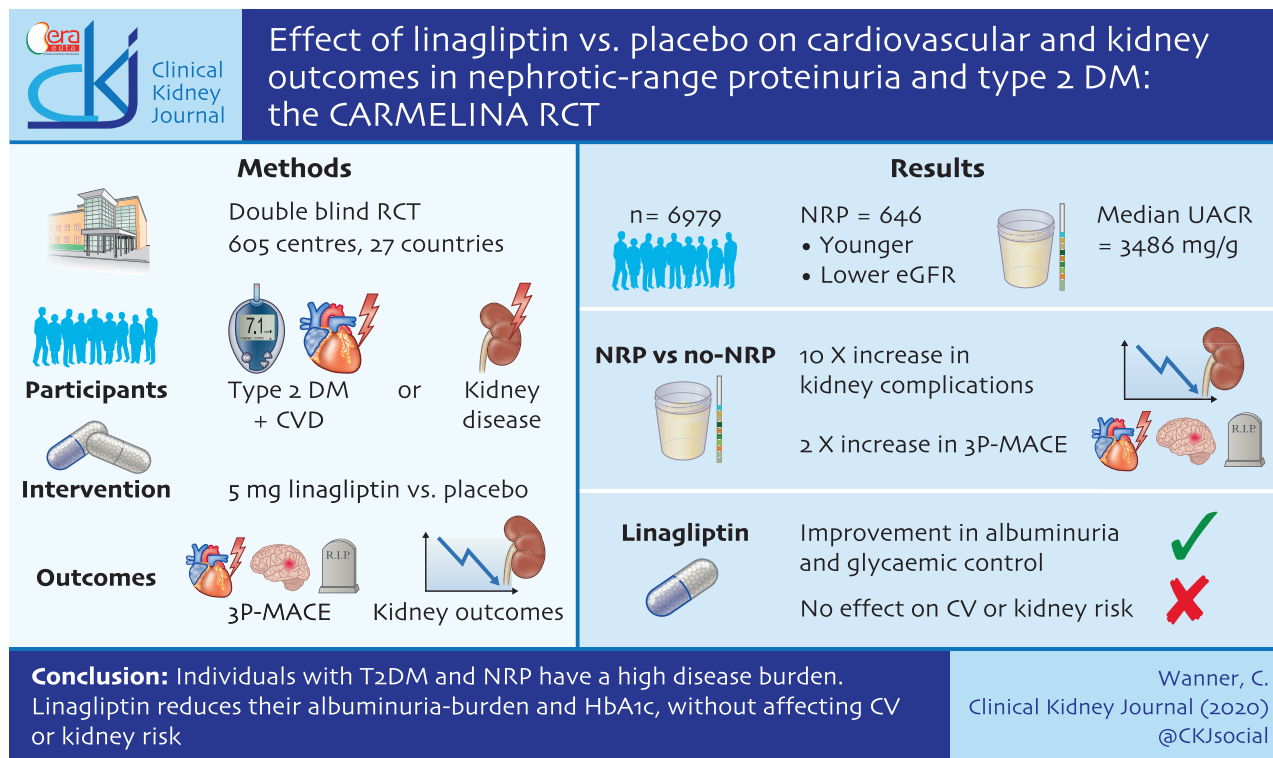 era
edta
ckj
Clinical
Kidney
Journal
Effect of linagliptin vs. placebo on cardiovascular and kidney
outcomes in nephrotic-range proteinuria and type 2 DM:
the CARMELINA RCT
Methods
Double blind RCT
605 centres, 27 countries
7.1
Participants
Type 2 DM
+ CVD
or
Kidney
disease
Intervention
5 mg linagliptin vs. placebo
Outcomes
R.I.P.
3P-MACE
Kidney outcomes
Results
n= 6979
NRP = 646
• Younger
• Lower eGFR
Median UACR
= 3486 mg/g
NRP vs no-NRP
10 X increase in
kidney complications
2 X increase in 3P-MACE
R.I.P.
Linagliptin
Improvement in albuminuria
and glycaemic control
No effect on CV or kidney risk
Conclusion: Individuals with T2DM and NRP have a high disease burden.
Linagliptin reduces their albuminuria-burden and HbA1c, without affecting CV
or kidney risk
Wanner, C.
Clinical Kidney Journal (2020)
@CKJsocial